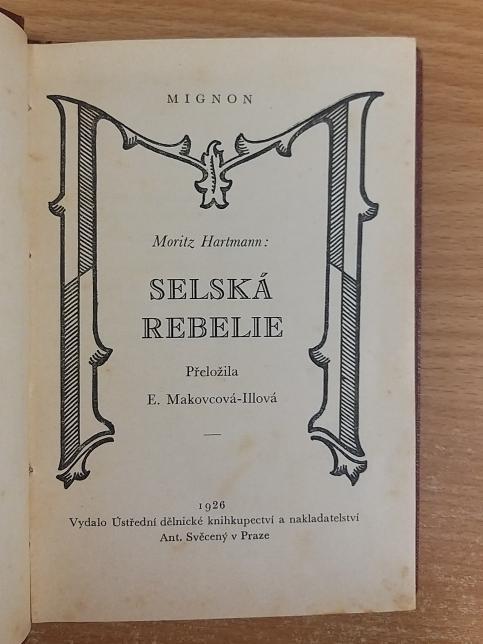 MIGNON
Moritz Hartmann:
SELSKÁ
REBELIE
Přeložila
E. Makovcová-Illová
1926
Vydalo Ústřední dělnické knihkupectví a nakladatelství
Ant. Svěcený v Praze